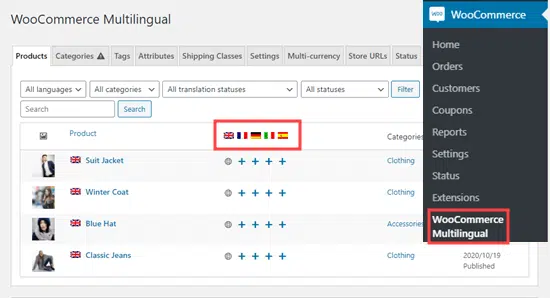 WooCommerce Multilingual
Products Categories Tags Attributes Shipping Classes Settings Multi-currency Store URLs Status
All languages All categories All translation statuses All statuses Filter
Search Search
Product Categories
Suit Jacket Clothing
Winter Coat Clothing
Blue Hat Accessories
Classic Jeans Clothing 2020/10/19
Published
woo WooCommerce
Home
Orders
Customers
Coupons
Reports
Settings
Status
Extensions
WooCommerce
Multilingual